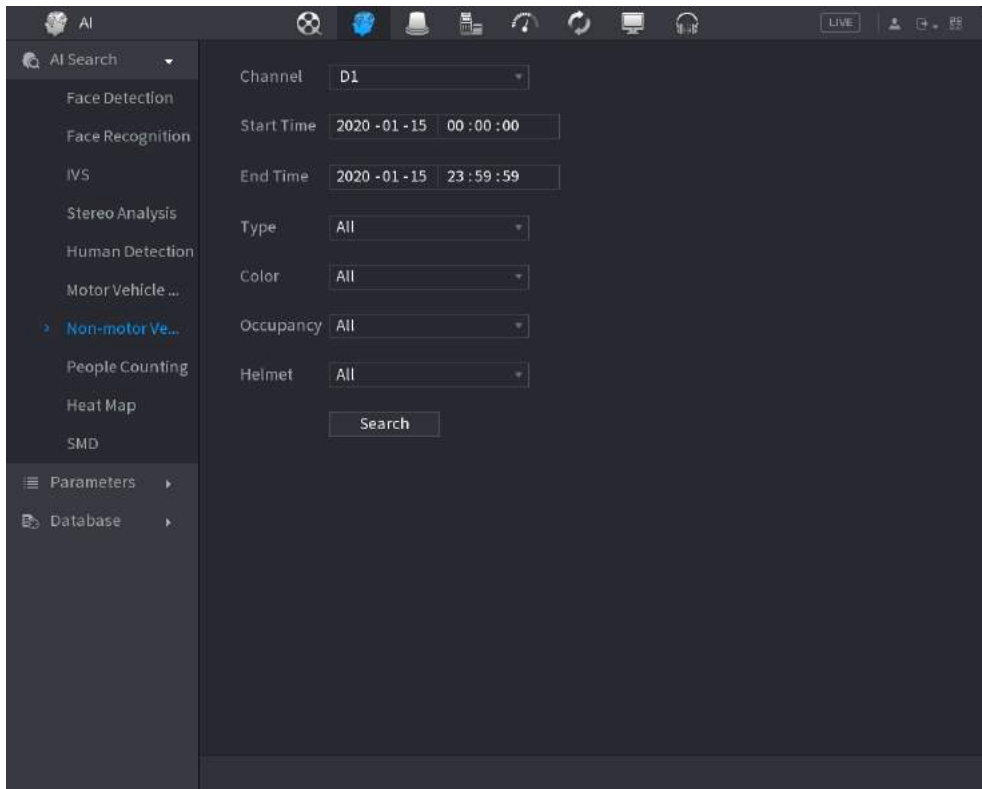 AI
LIVE
AI Search
Face Detection
Face Recognition
IVS
Stereo Analysis
Human Detection
Motor Vehicle ...
Non-motor Ve...
People Counting
Heat Map
SMD
Parameters
Database
Channel D1
Start Time 2020 -01 -15 00 : 00 : 00
End Time 2020 -01 -15 23 : 59 : 59
Type All
Color All
Occupancy All
Helmet All
Search